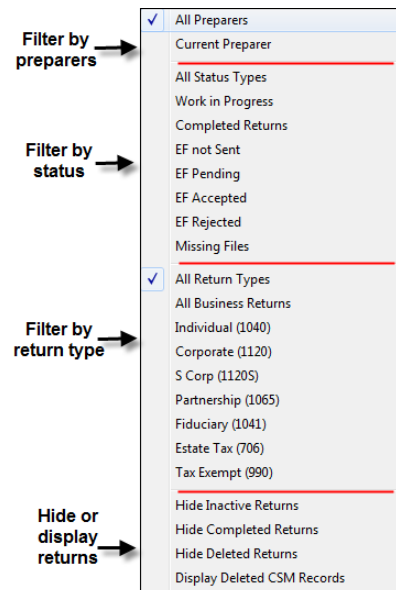 All Preparers
Current Preparer
Filter by
preparers
All Status Types
Work in Progress
Completed Returns
EF not Sent
EF Pending
EF Accepted
EF Rejected
Missing Files
Filter by
status
All Return Types
All Business Returns
Individual (1040)
Corporate (1120)
S Corp (1120S)
Partnership (1065)
Fiduciary (1041)
Estate Tax (706)
Tax Exempt (990)
Filter by
return type
Hide Inactive Returns
Hide Completed Returns
Hide Deleted Returns
Display Deleted CSM Records
Hide or
display
returns